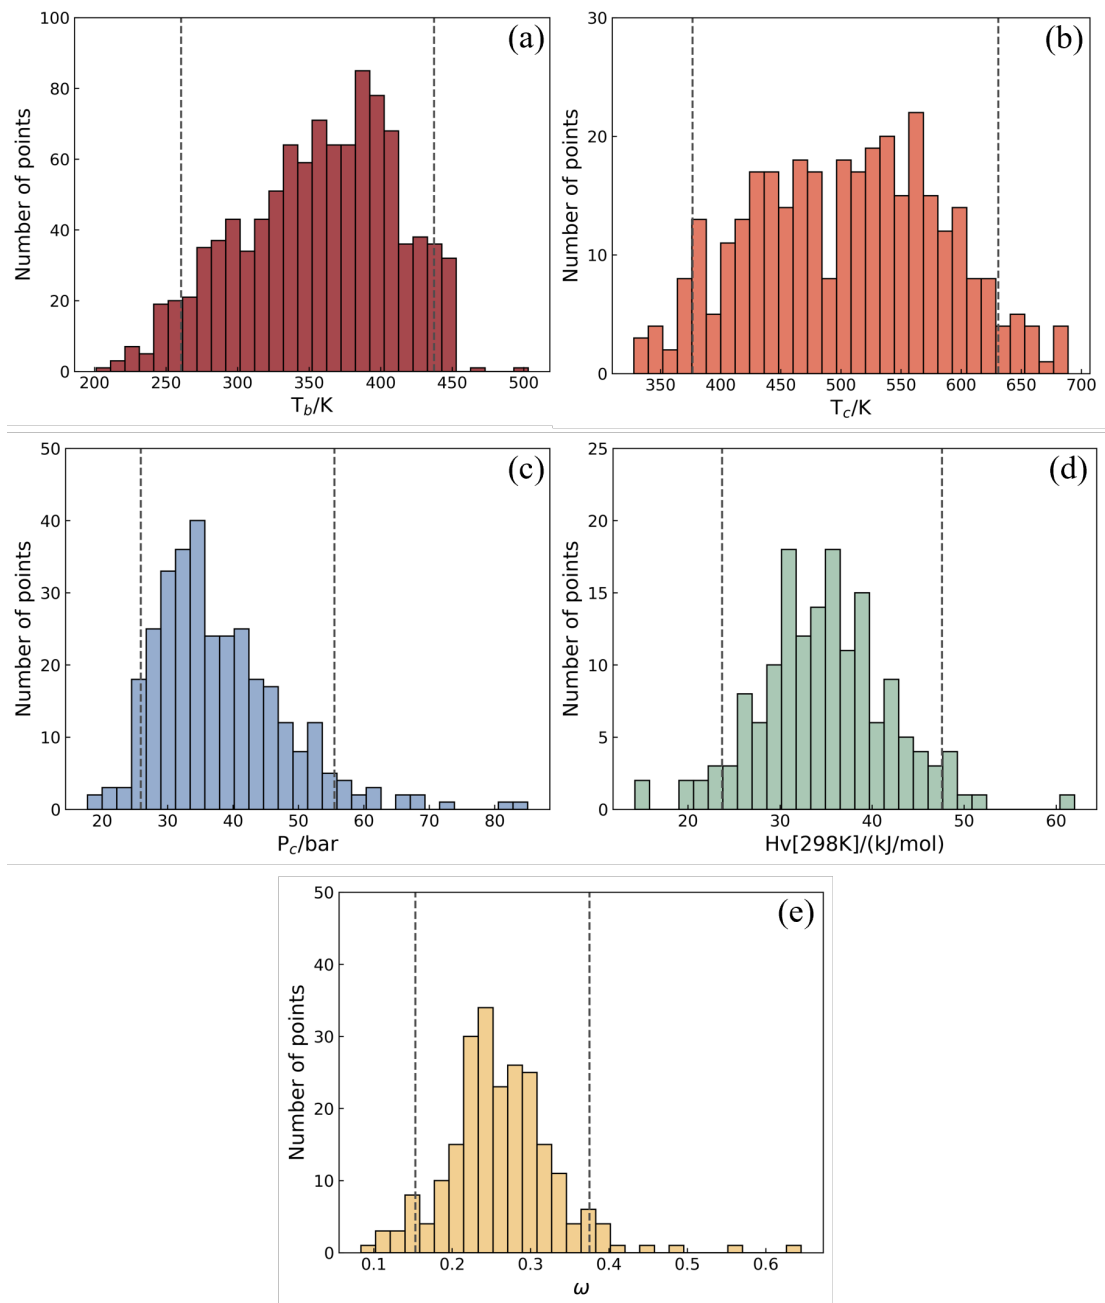 (a)
100
80
60
40
20
0
Number of points
200 250 300 350 400 450 500
T_b/K
(b)
30
20
10
0
Number of points
350 400 450 500 550 600 650 700
T_c/K
(c)
50
40
30
20
10
0
Number of points
20 30 40 50 60 70 80
P_c/bar
(d)
25
20
15
10
5
0
Number of points
20 30 40 50 60
Hv[298K]/(kJ/mol)
(e)
50
40
30
20
10
0
Number of points
0.1 0.2 0.3 0.4 0.5 0.6
ω